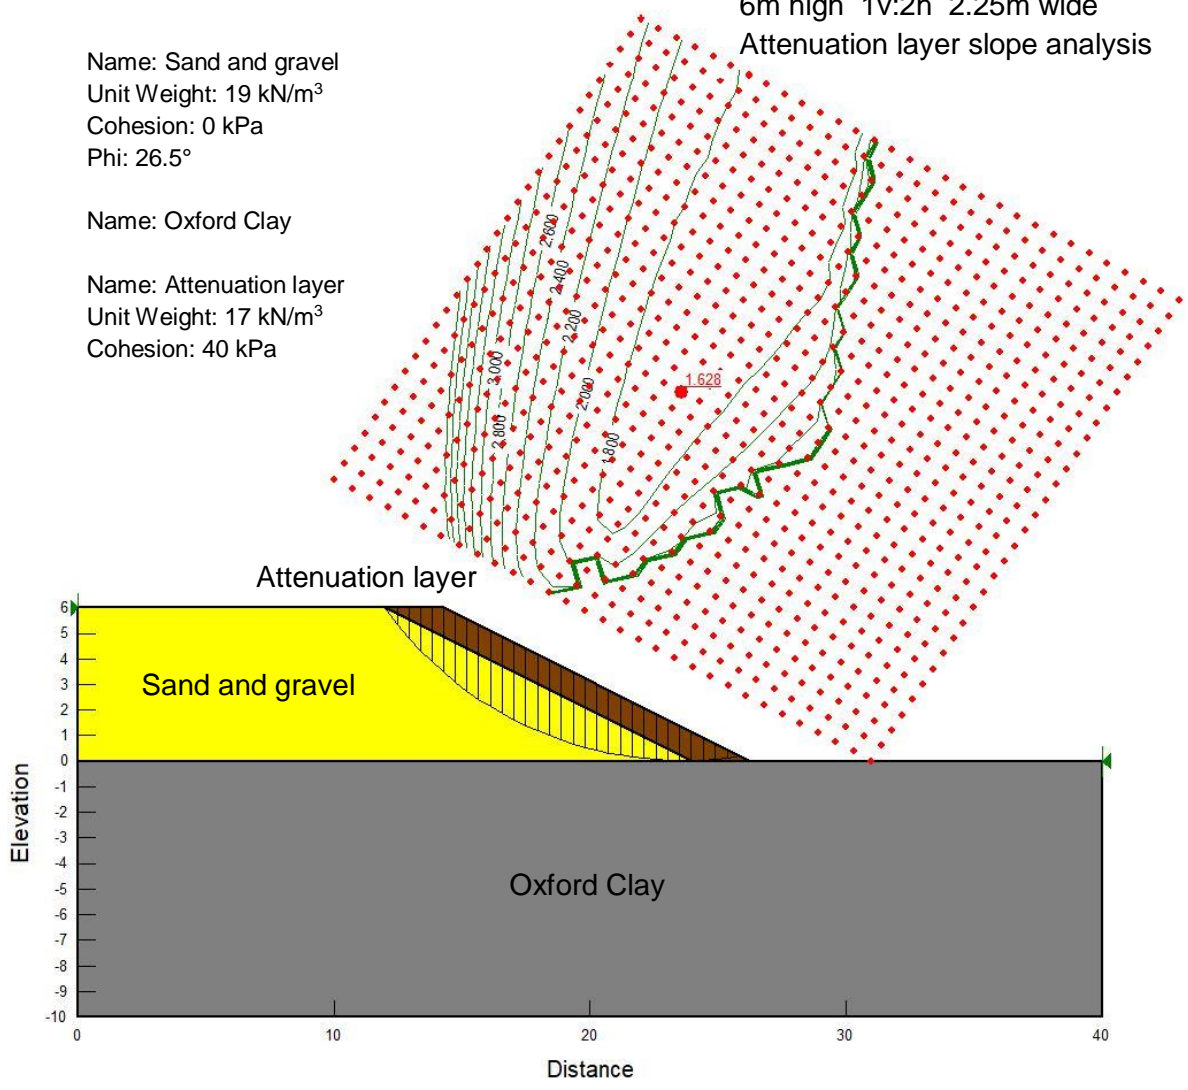 6m high 1v:2h 2.25m wide
Attenuation layer slope analysis
Name: Sand and gravel
Unit Weight: 19 kN/m³
Cohesion: 0 kPa
Phi: 26.5°
Name: Oxford Clay
Name: Attenuation layer
Unit Weight: 17 kN/m³
Cohesion: 40 kPa
2.600
2.400
2.200
3.000
2.000
2.800
1.800
1.628
Attenuation layer
Sand and gravel
Oxford Clay
6
5
4
3
2
1
0
-1
-2
-3
-4
-5
-6
-7
-8
-9
-10
Elevation
0
10
20
30
40
Distance